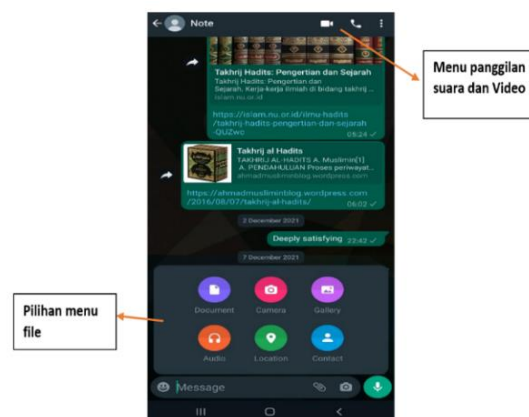 Note
Takhrij Hadits: Pengertian dan Sejarah
Takhrij Hadits: Pengertian dan
Sejarah, Kerja-kerja ilmiah di bidang takhrij ...
islam.nu.or.id
https://islam.nu.or.id/ilmu-hadits
/takhrij-hadits-pengertian-dan-sejarah
-QUZwc
09:24
Takhrij al Hadits
TAKHRIJ AL-HADITS A. Muslimin[1]
A. PENDAHULUAN Proses periwayat...
ahmadmusliminblog.wordpress.com
https://ahmadmusliminblog.wordpress.com
/2016/08/07/takhrij-al-hadits/
06:02
2 December 2021
Deeply satisfying 22:42
7 December 2021
Document Camera Gallery
Audio Location Contact
Message
Menu panggilan
suara dan Video
Pilihan menu
file